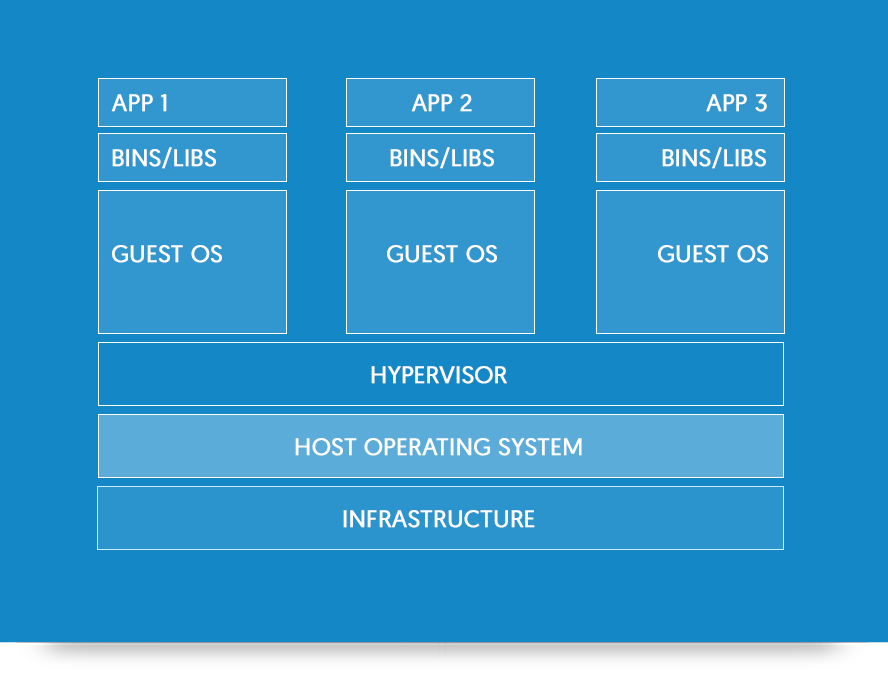 APP 1
APP 2
APP 3
BINS/LIBS
BINS/LIBS
BINS/LIBS
GUEST OS
GUEST OS
GUEST OS
HYPERVISOR
HOST OPERATING SYSTEM
INFRASTRUCTURE